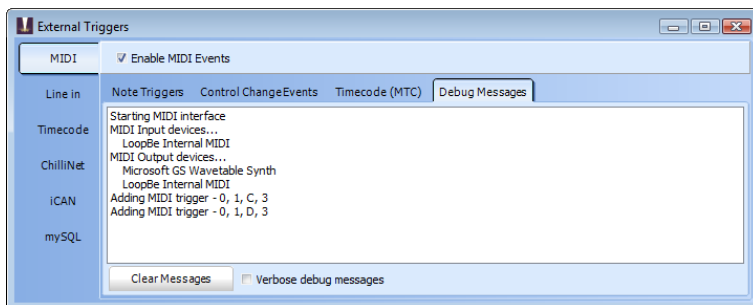 External Triggers
MIDI
Enable MIDI Events
Line in
Note Triggers Control Change Events Timecode (MTC) Debug Messages
Starting MIDI interface
MIDI Input devices...
LoopBe Internal MIDI
Timecode
MIDI Output devices...
Microsoft GS Wavetable Synth
ChilliNet
LoopBe Internal MIDI
Adding MIDI trigger - 0, 1, C, 3
iCAN
Adding MIDI trigger - 0, 1, D, 3
mySQL
Clear Messages Verbose debug messages